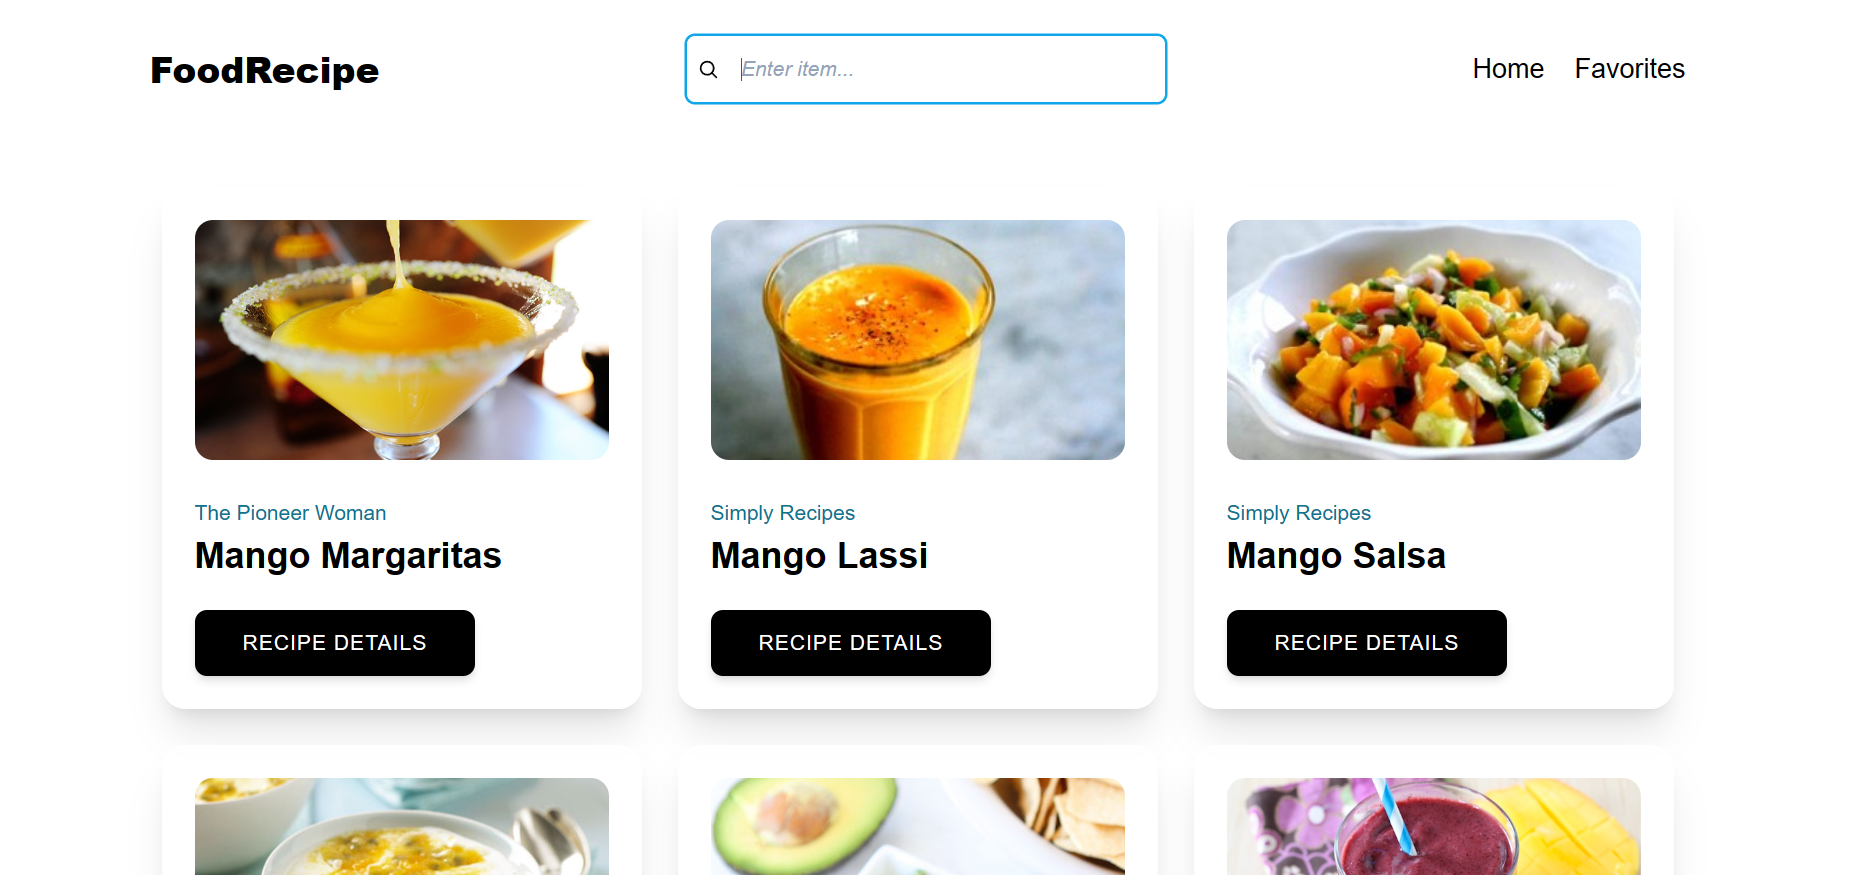 FoodRecipe
Enter item...
Home Favorites
The Pioneer Woman
Mango Margaritas
RECIPE DETAILS
Simply Recipes
Mango Lassi
RECIPE DETAILS
Simply Recipes
Mango Salsa
RECIPE DETAILS